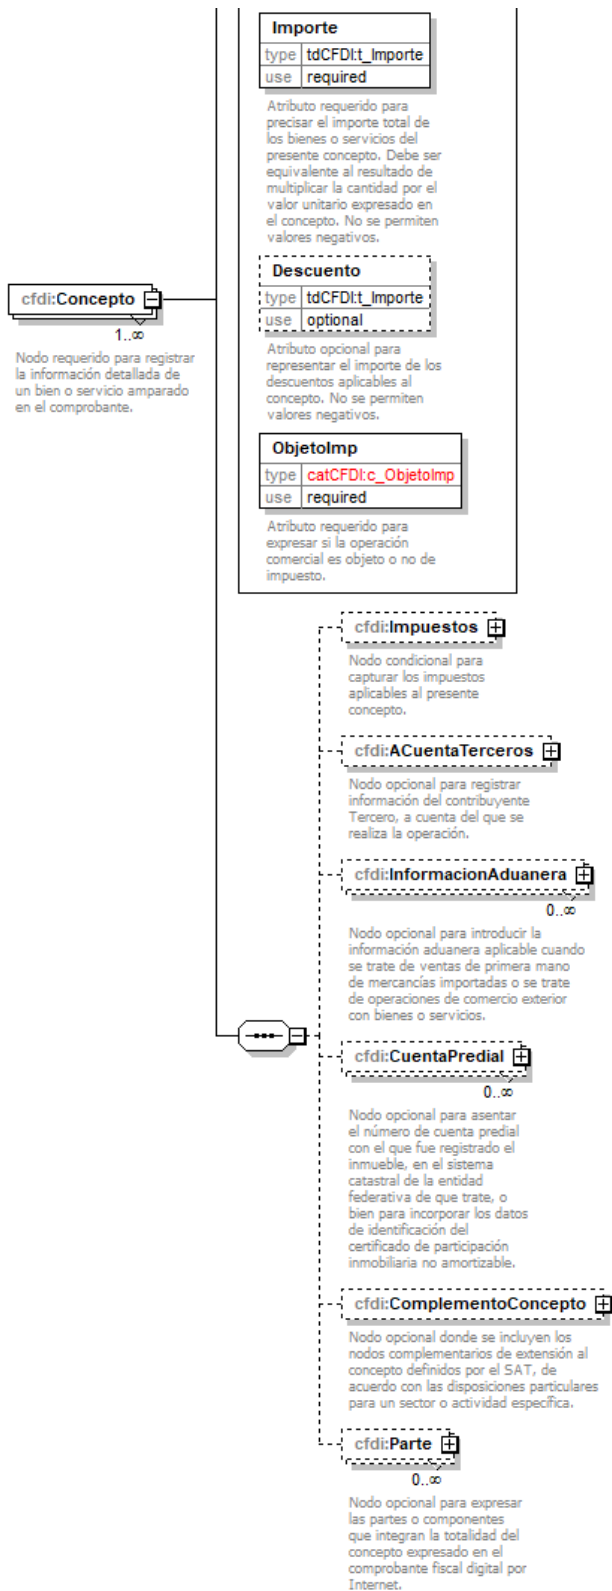 Importe
type tdCFDI:t_Importe
use required
Atributo requerido para
precisar el importe total de
los bienes o servicios del
presente concepto. Debe ser
equivalente al resultado de
multiplicar la cantidad por el
valor unitario expresado en
el concepto. No se permiten
valores negativos.
Descuento
type tdCFDI:t_Importe
use optional
Atributo opcional para
representar el importe de los
descuentos aplicables al
concepto. No se permiten
valores negativos.
cfdi:Concepto
1..∞
Nodo requerido para registrar
la información detallada de
un bien o servicio amparado
en el comprobante.
ObjetoImp
type catCFDI:c_ObjetoImp
use required
Atributo requerido para
expresar si la operación
comercial es objeto o no de
impuesto.
cfdi:Impuestos
Nodo condicional para
capturar los impuestos
aplicables al presente
concepto.
cfdi:ACuentaTerceros
Nodo opcional para registrar
información del contribuyente
Tercero, a cuenta del que se
realiza la operación.
cfdi:InformacionAduanera
0..∞
Nodo opcional para introducir la
información aduanera aplicable cuando
se trate de ventas de primera mano
de mercancías importadas o se trate
de operaciones de comercio exterior
con bienes o servicios.
cfdi:CuentaPredial
0..∞
Nodo opcional para asentar
el número de cuenta predial
con el que fue registrado el
inmueble, en el sistema
catastral de la entidad
federativa de que trate, o
bien para incorporar los datos
de identificación del
certificado de participación
inmobiliaria no amortizable.
cfdi:ComplementoConcepto
Nodo opcional donde se incluyen los
nodos complementarios de extensión al
concepto definidos por el SAT, de
acuerdo con las disposiciones particulares
para un sector o actividad específica.
cfdi:Parte
0..∞
Nodo opcional para expresar
las partes o componentes
que integran la totalidad del
concepto expresado en el
comprobante fiscal digital por
Internet.